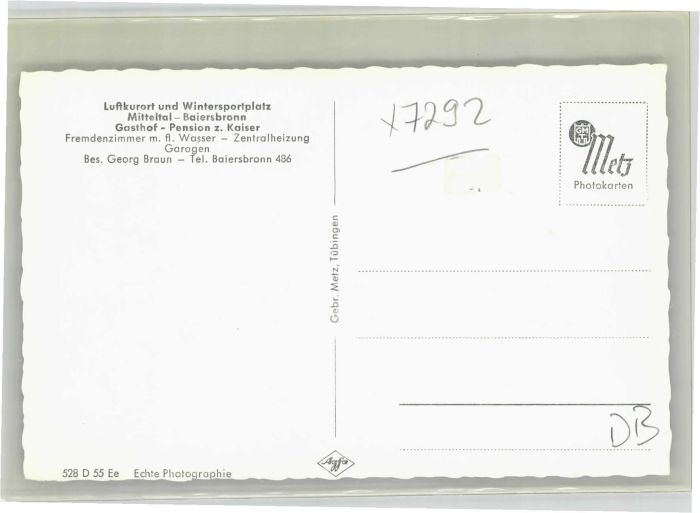 Luftkurort und Wintersportplatz
Mitteltal – Baiersbronn
Gasthof - Pension z. Kaiser
Fremdenzimmer m. fl. Wasser – Zentralheizung
Garagen
Bes. Georg Braun – Tel. Baiersbronn 486
x7292
Metz
Photokarten
Gebr. Metz, Tübingen
DB
528 D 55 Ee Echte Photographie
Agfa